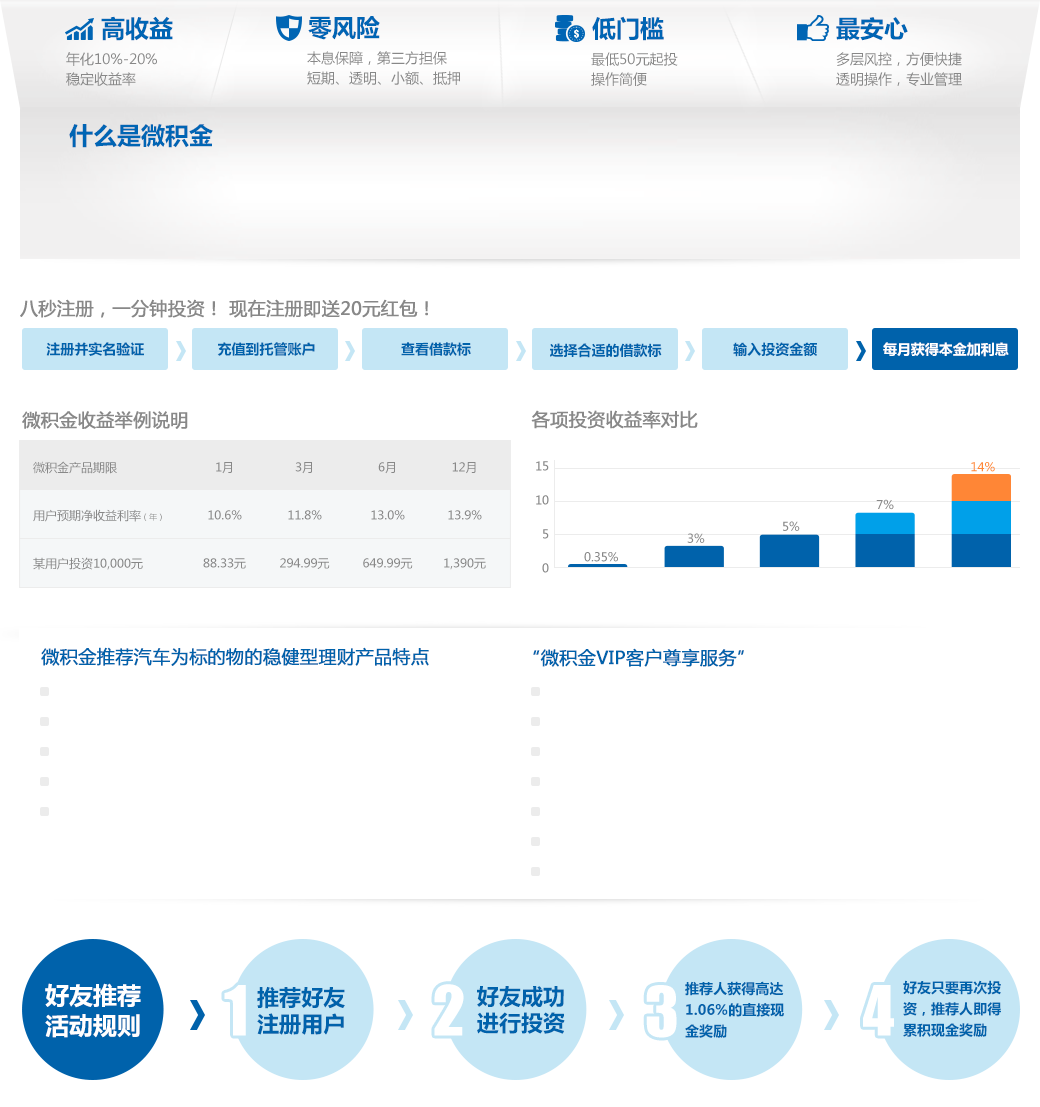 高收益
年化10%-20%
稳定收益率
零风险
本息保障，第三方担保
短期、透明、小额、抵押
低门槛
最低50元起投
操作简便
最安心
多层风控，方便快捷
透明操作，专业管理
什么是微积金
八秒注册，一分钟投资！ 现在注册即送20元红包！
注册并实名验证
充值到托管账户
查看借款标
选择合适的借款标
输入投资金额
每月获得本金加利息
微积金收益举例说明
微积金产品期限 1月 3月 6月 12月
用户预期净收益利率（年） 10.6% 11.8% 13.0% 13.9%
某用户投资10,000元 88.33元 294.99元 649.99元 1,390元
各项投资收益率对比
15
10
5
0
0.35%
3%
5%
7%
14%
微积金推荐汽车为标的物的稳健型理财产品特点
“微积金VIP客户尊享服务”
好友推荐
活动规则
1
推荐好友
注册用户
2
好友成功
进行投资
3
推荐人获得高达
1.06%的直接现
金奖励
4
好友只要再次投
资，推荐人即得
累积现金奖励